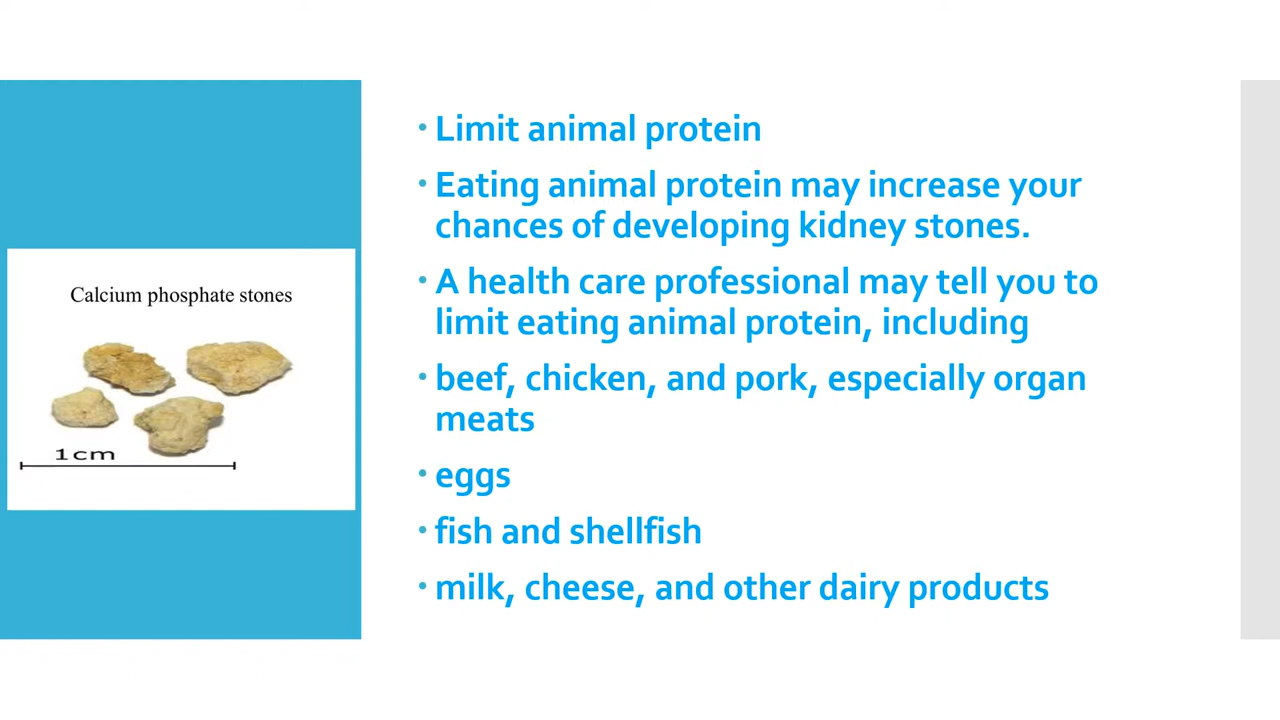 Calcium phosphate stones
1cm
• Limit animal protein
• Eating animal protein may increase your
chances of developing kidney stones.
• A health care professional may tell you to
limit eating animal protein, including
• beef, chicken, and pork, especially organ
meats
• eggs
• fish and shellfish
• milk, cheese, and other dairy products